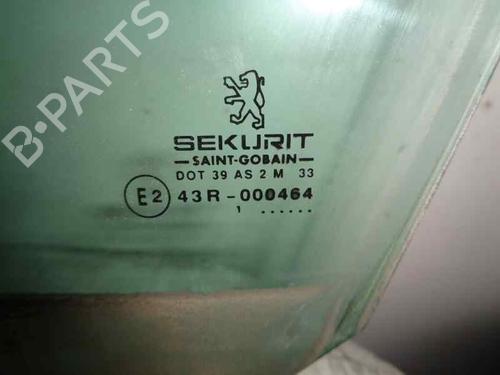 SEKURIT
SAINT-GOBAIN
DOT 39 AS 2 M 33
E2 43R-000464
1 ......
B-PARTS